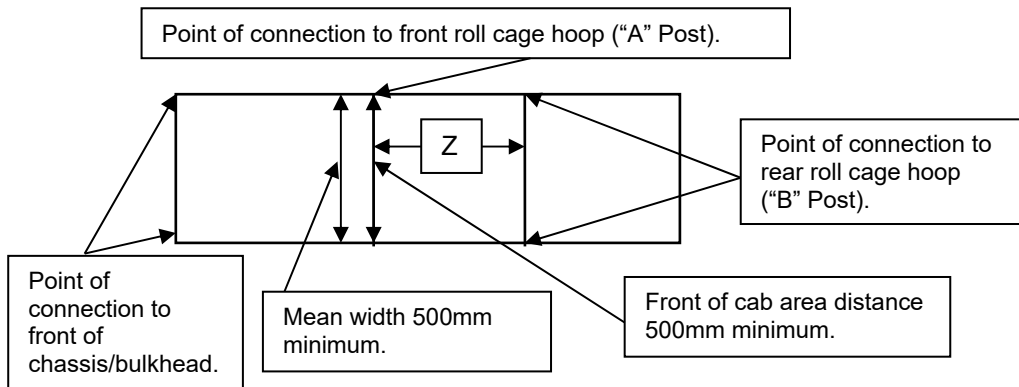 Point of connection to front roll cage hoop (“A” Post).
Z
Point of connection to
rear roll cage hoop
(“B” Post).
Point of
connection to
front of
chassis/bulkhead.
Mean width 500mm
minimum.
Front of cab area distance
500mm minimum.